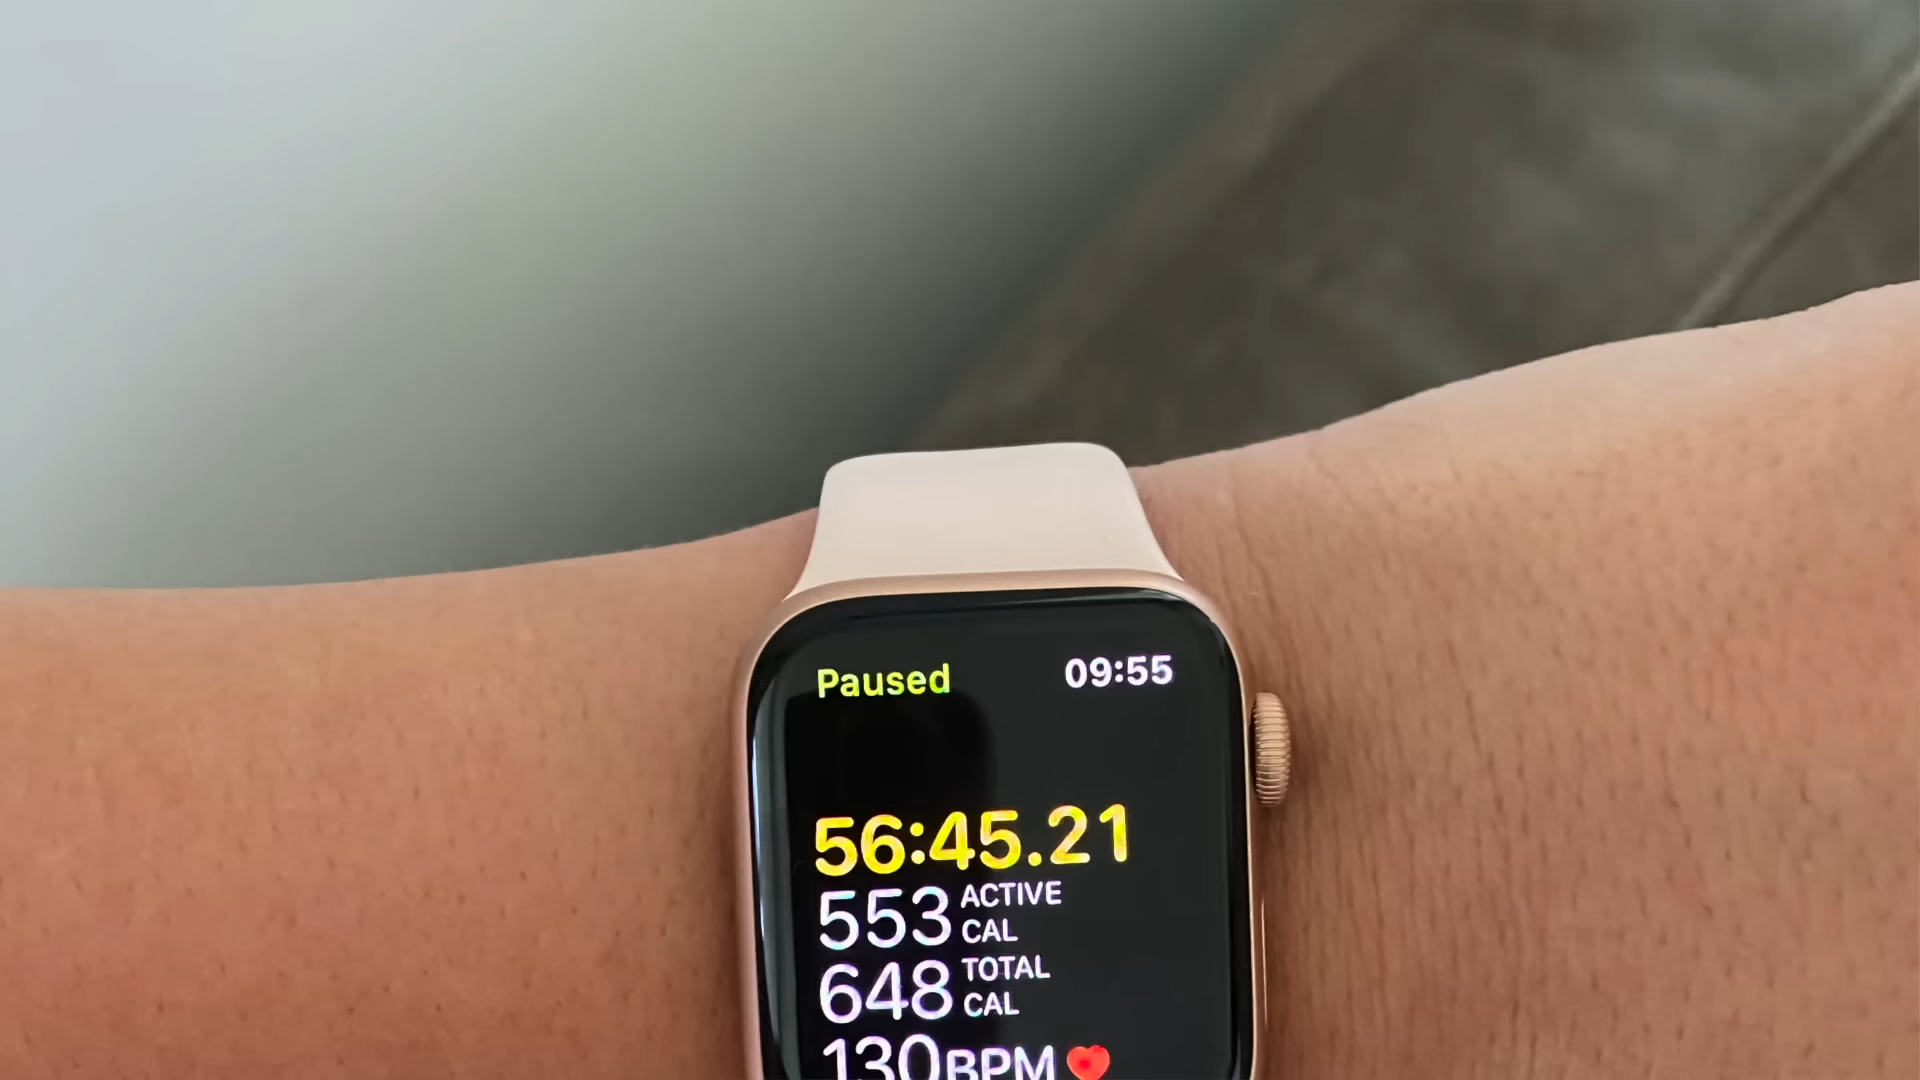 Paused 09:55
56:45.21
553 ACTIVE
CAL
648 TOTAL
CAL
130BPM